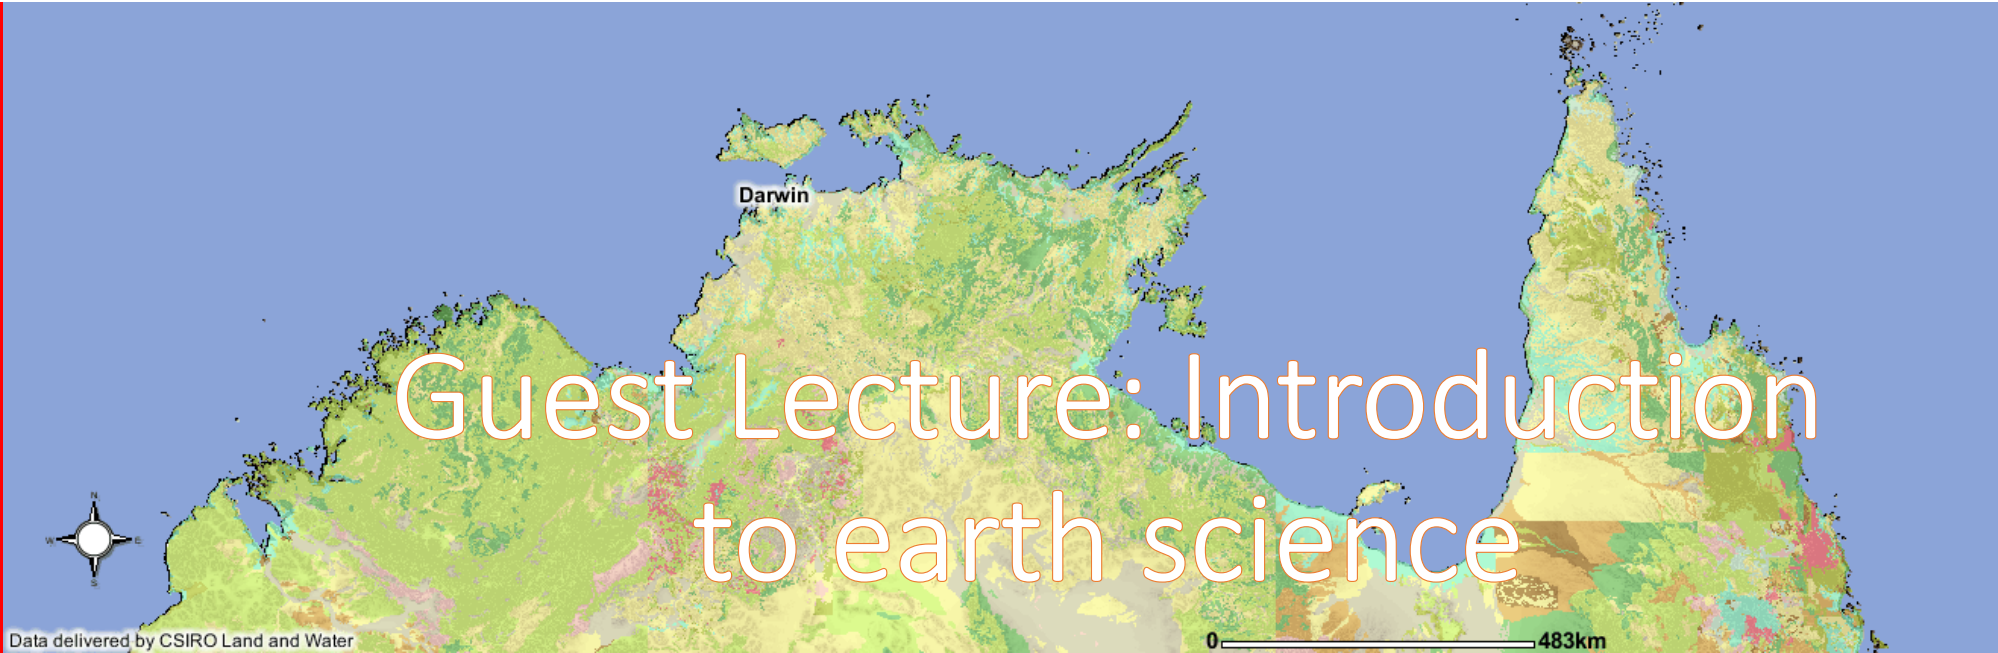 Darwin
Guest Lecture: Introduction
to earth science
N
W
E
S
Data delivered by CSIRO Land and Water
0
483km